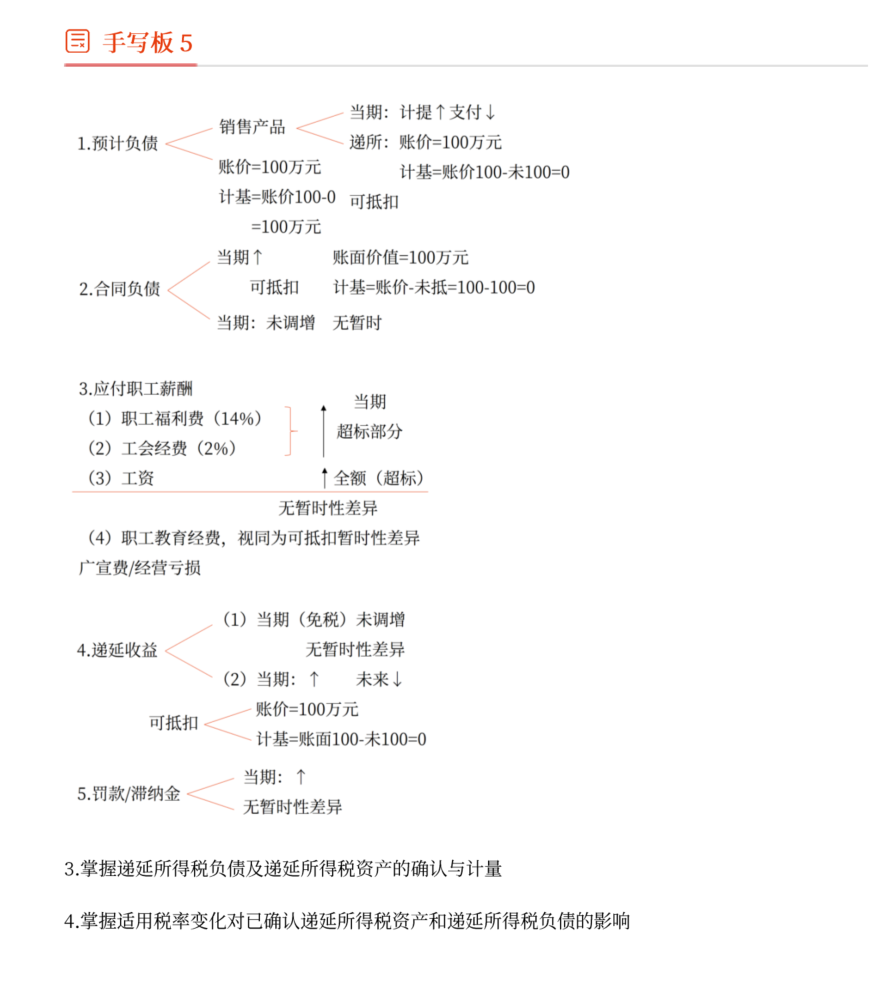 手写板 5
1.预计负债
销售产品
当期：计提↑支付↓
递所：账价=100万元
计基=账价100-未100=0
可抵扣
账价=100万元
计基=账价100-0
=100万元
2.合同负债
当期↑
可抵扣
账面价值=100万元
计基=账价-未抵=100-100=0
当期：未调增 无暂时
3.应付职工薪酬
（1）职工福利费（14%）
（2）工会经费（2%）
（3）工资
当期
超标部分
↑全额（超标）
无暂时性差异
（4）职工教育经费，视同为可抵扣暂时性差异
广宣费/经营亏损
4.递延收益
（1）当期（免税）未调增
无暂时性差异
（2）当期：↑ 未来↓
可抵扣
账价=100万元
计基=账面100-未100=0
5.罚款/滞纳金
当期：↑
无暂时性差异
3.掌握递延所得税负债及递延所得税资产的确认与计量
4.掌握适用税率变化对已确认递延所得税资产和递延所得税负债的影响